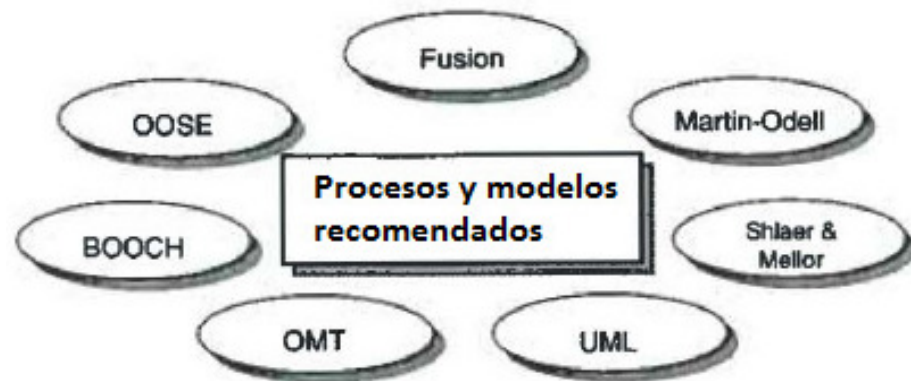 Fusion
OOSE
Martin-Odell
Procesos y modelos
recomendados
BOOCH
Shlaer &
Mellor
OMT
UML